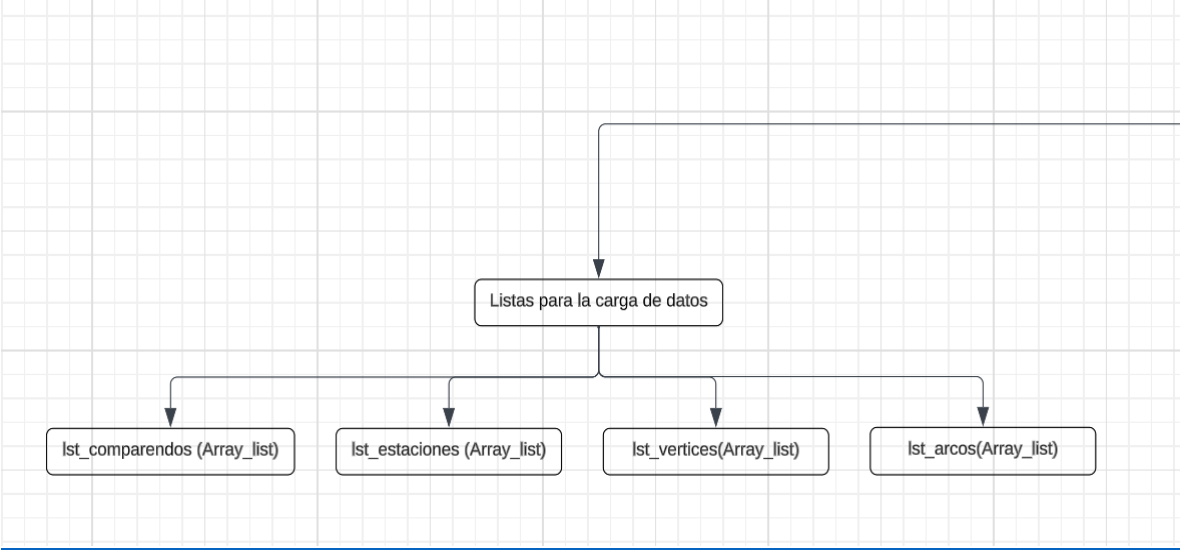 Listas para la carga de datos
lst_comparendos (Array_list)
lst_estaciones (Array_list)
lst_vertices(Array_list)
lst_arcos(Array_list)